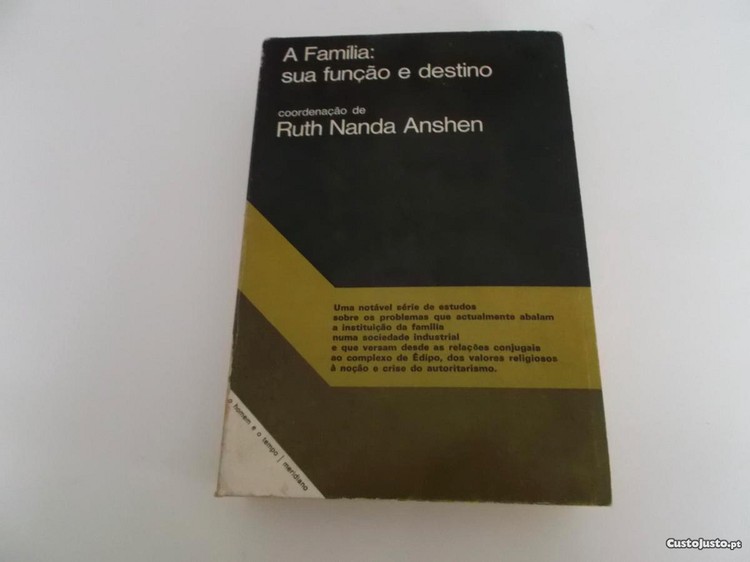 A Família:
sua função e destino
coordenação de
Ruth Nanda Anshen
Uma notável série de estudos
sobre os problemas que actualmente abalam
a instituição da família
numa sociedade industrial
e que versam desde as relações conjugais
ao complexo de Édipo, dos valores religiosos
à noção e crise do autoritarismo.
o homem e o tempo | meridiano
CustoJusto.pt